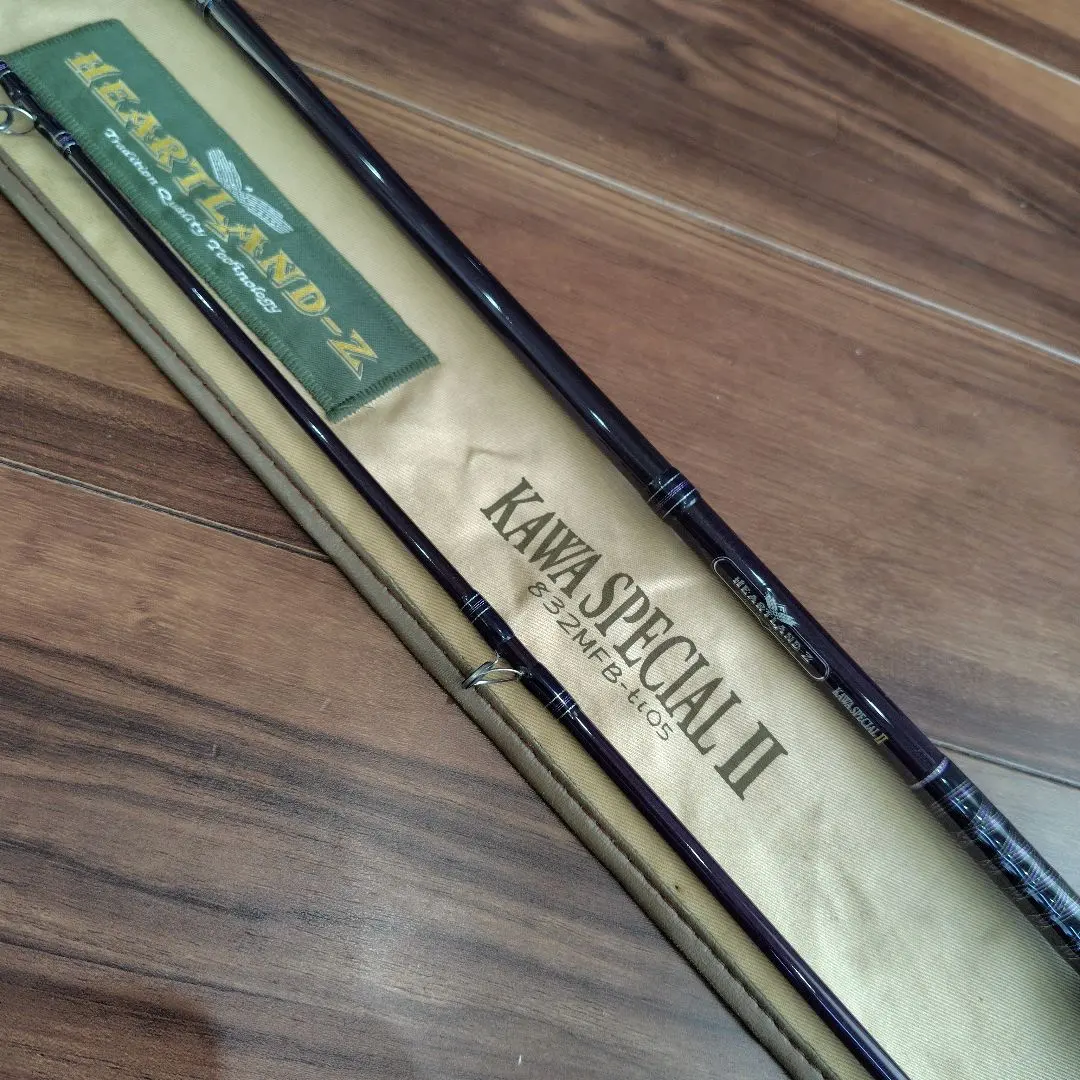 HEARTLAND-Z
Tradition Quality Technology
KAWA SPECIAL II
832MFB-ti05
HEARTLAND Z
KAWA SPECIAL II